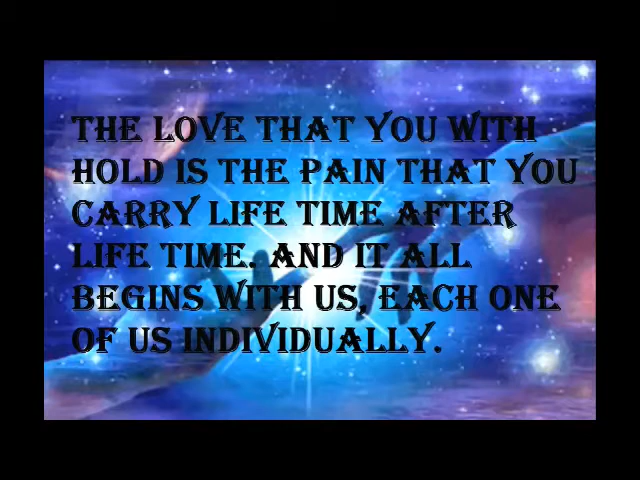 THE LOVE THAT YOU WITH
HOLD IS THE PAIN THAT YOU
CARRY LIFE TIME AFTER
LIFE TIME. AND IT ALL
BEGINS WITH US, EACH ONE
OF US INDIVIDUALLY.